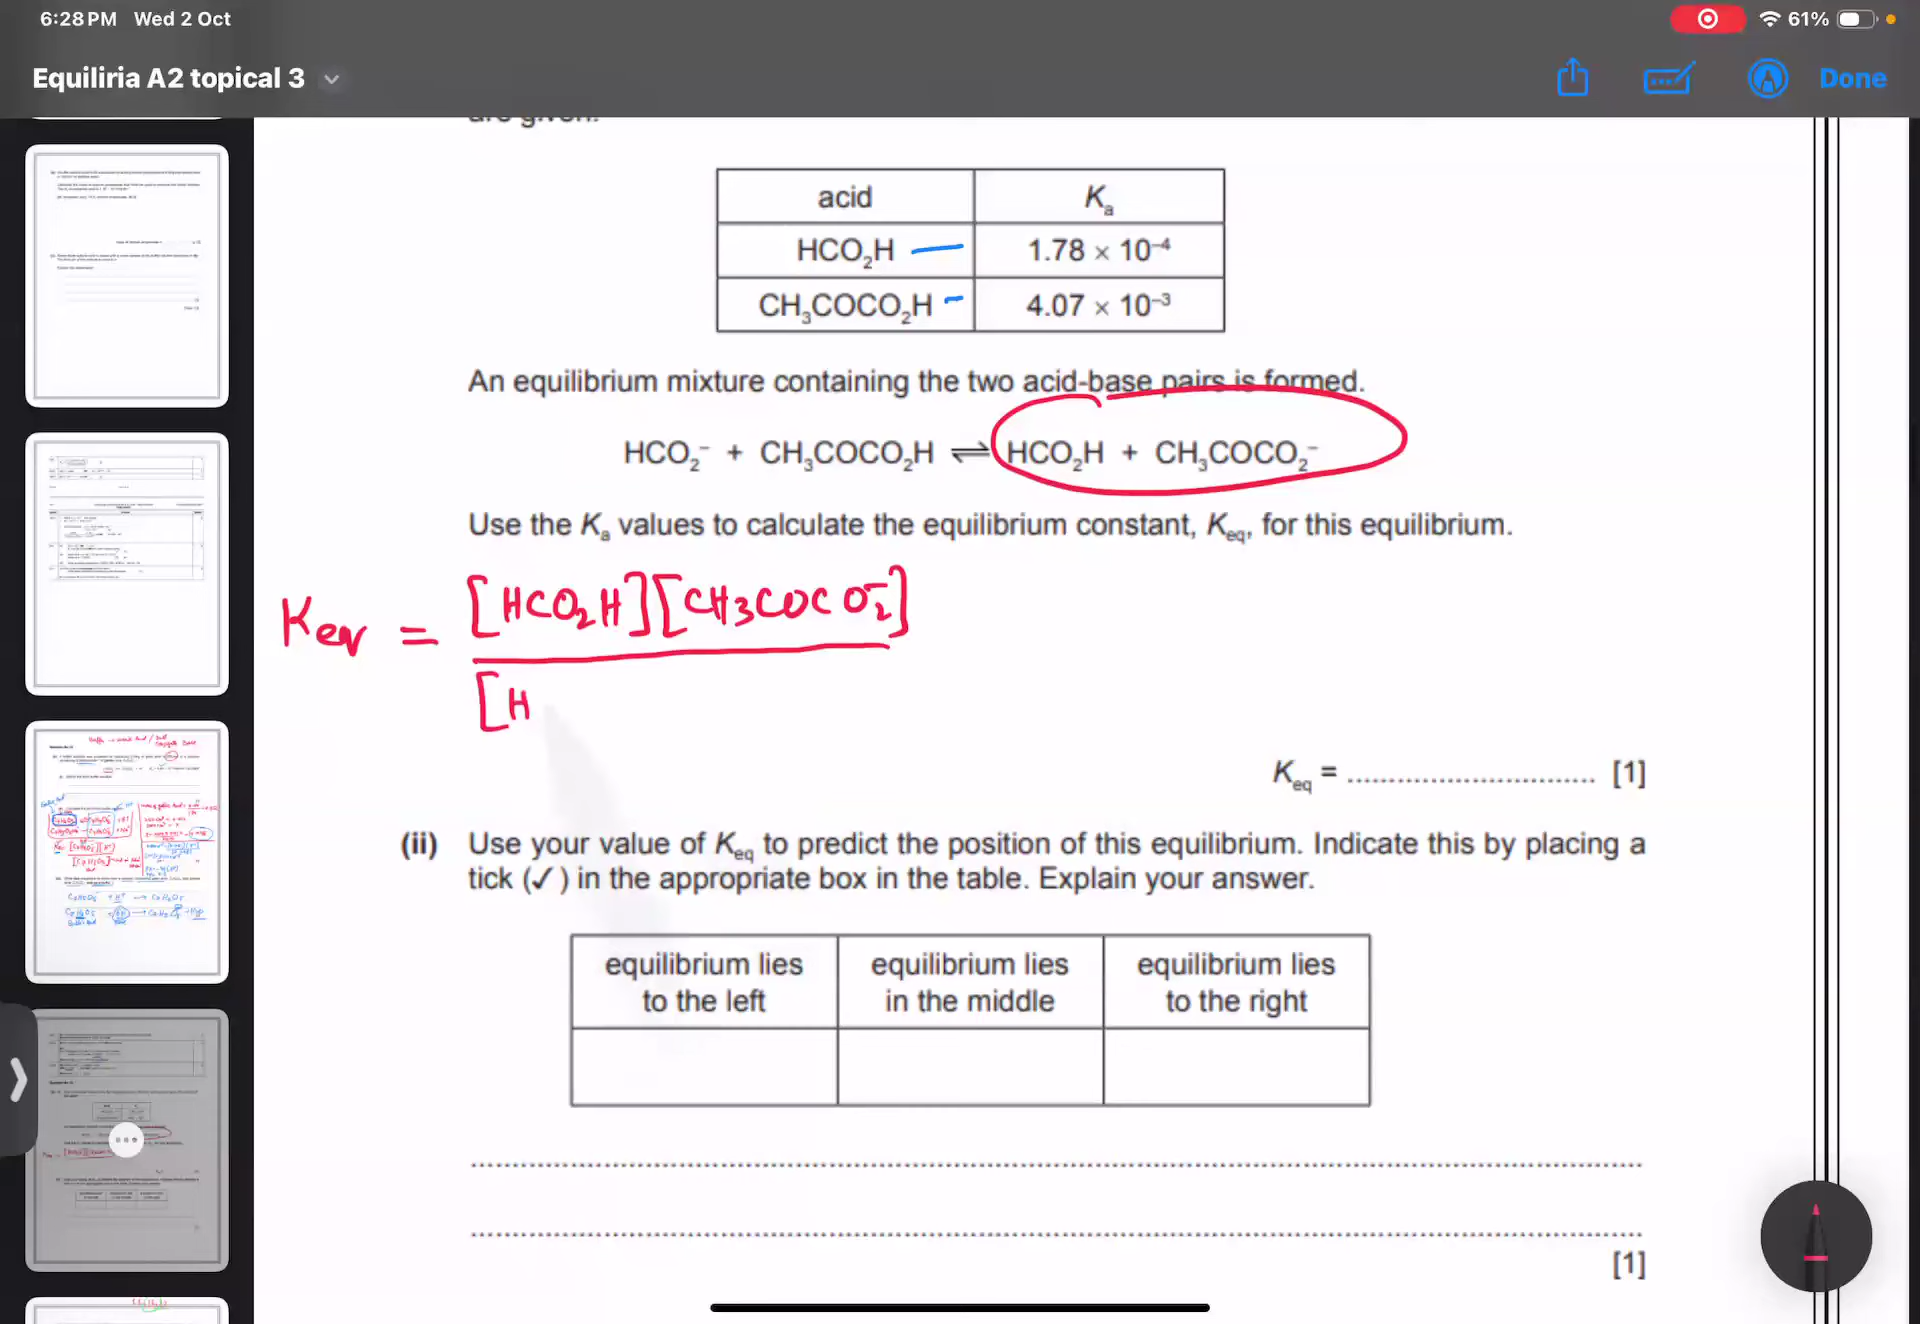 6:28 PM Wed 2 Oct
61%
Equiliria A2 topical 3
Done
are given.
acid Kₐ
HCO₂H 1.78 × 10⁻⁴
CH₃COCO₂H 4.07 × 10⁻³
An equilibrium mixture containing the two acid-base pairs is formed.
HCO₂⁻ + CH₃COCO₂H ⇌ HCO₂H + CH₃COCO₂⁻
Use the Kₐ values to calculate the equilibrium constant, K_eq, for this equilibrium.
Keq = [HCO₂H][CH3COCO₂⁻]
[H
K_eq = .............................. [1]
(ii) Use your value of K_eq to predict the position of this equilibrium. Indicate this by placing a
tick (✓) in the appropriate box in the table. Explain your answer.
equilibrium lies to the left
equilibrium lies in the middle
equilibrium lies to the right
[1]